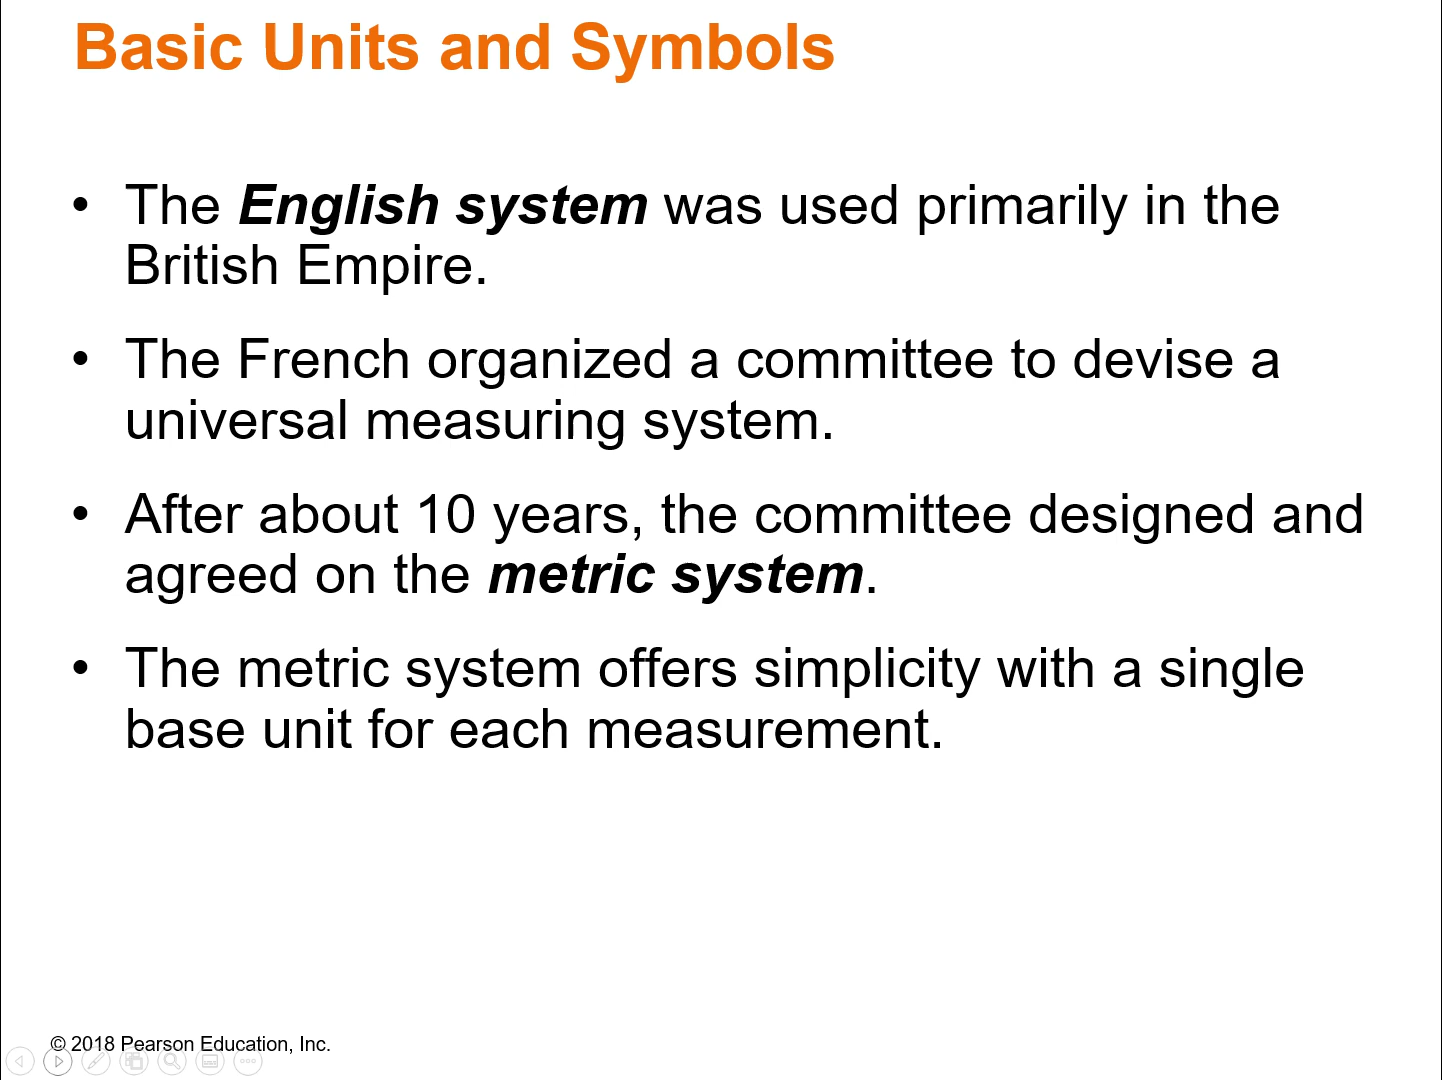 Basic Units and Symbols
• The English system was used primarily in the
British Empire.
• The French organized a committee to devise a
universal measuring system.
• After about 10 years, the committee designed and
agreed on the metric system.
• The metric system offers simplicity with a single
base unit for each measurement.
© 2018 Pearson Education, Inc.